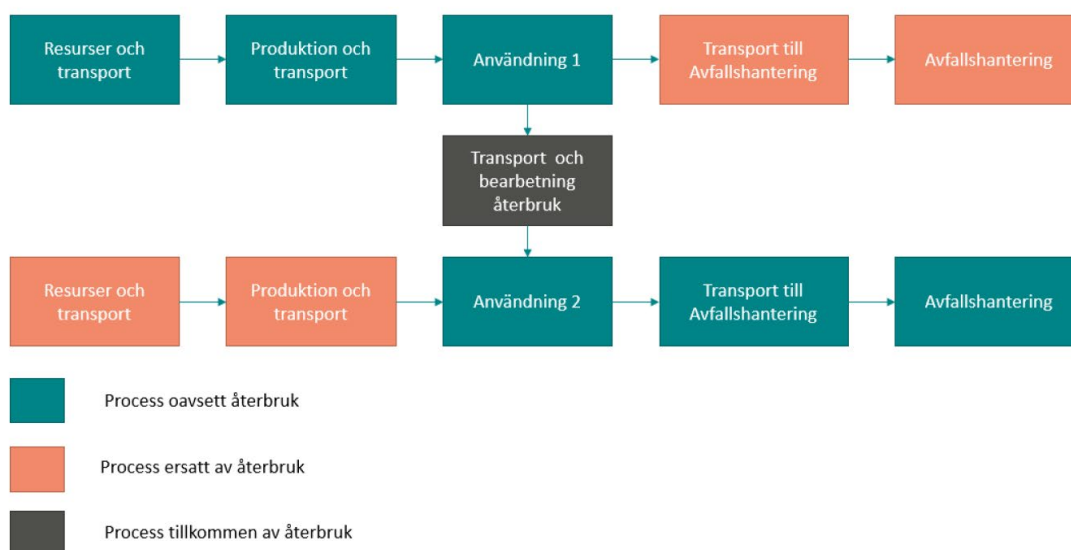 Resurser och
transport
Produktion och
transport
Användning 1
Transport till
Avfallshantering
Avfallshantering
Transport och
bearbetning
återbruk
Resurser och
transport
Produktion och
transport
Användning 2
Transport till
Avfallshantering
Avfallshantering
Process oavsett återbruk
Process ersatt av återbruk
Process tillkommen av återbruk